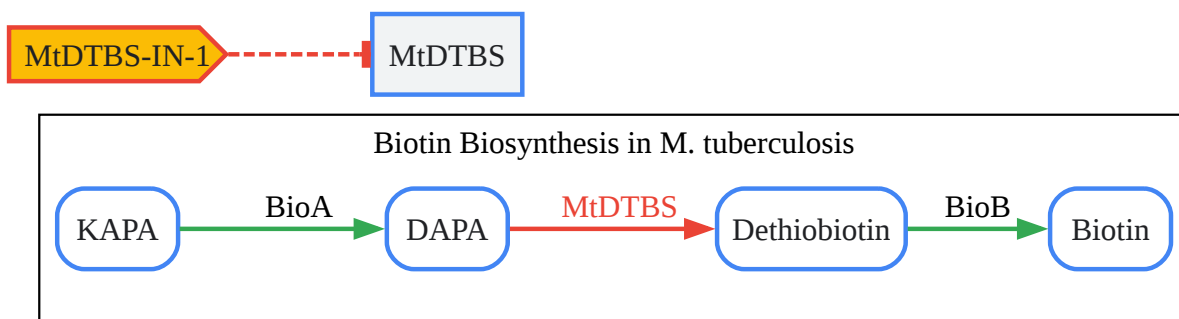 MtDTBS-IN-1
MtDTBS
Biotin Biosynthesis in M. tuberculosis
BioA
MtDTBS
BioB
KAPA
DAPA
Dethiobiotin
Biotin